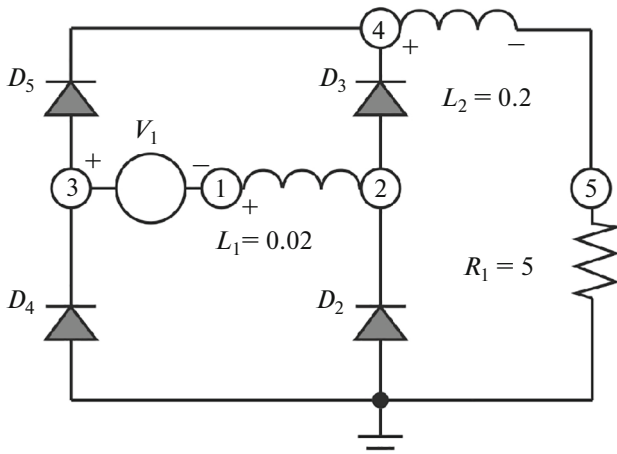 4
+ −
D₅
D₃
L₂ = 0.2
V₁
+ −
3
1
2
5
+
L₁ = 0.02
R₁ = 5
D₄
D₂